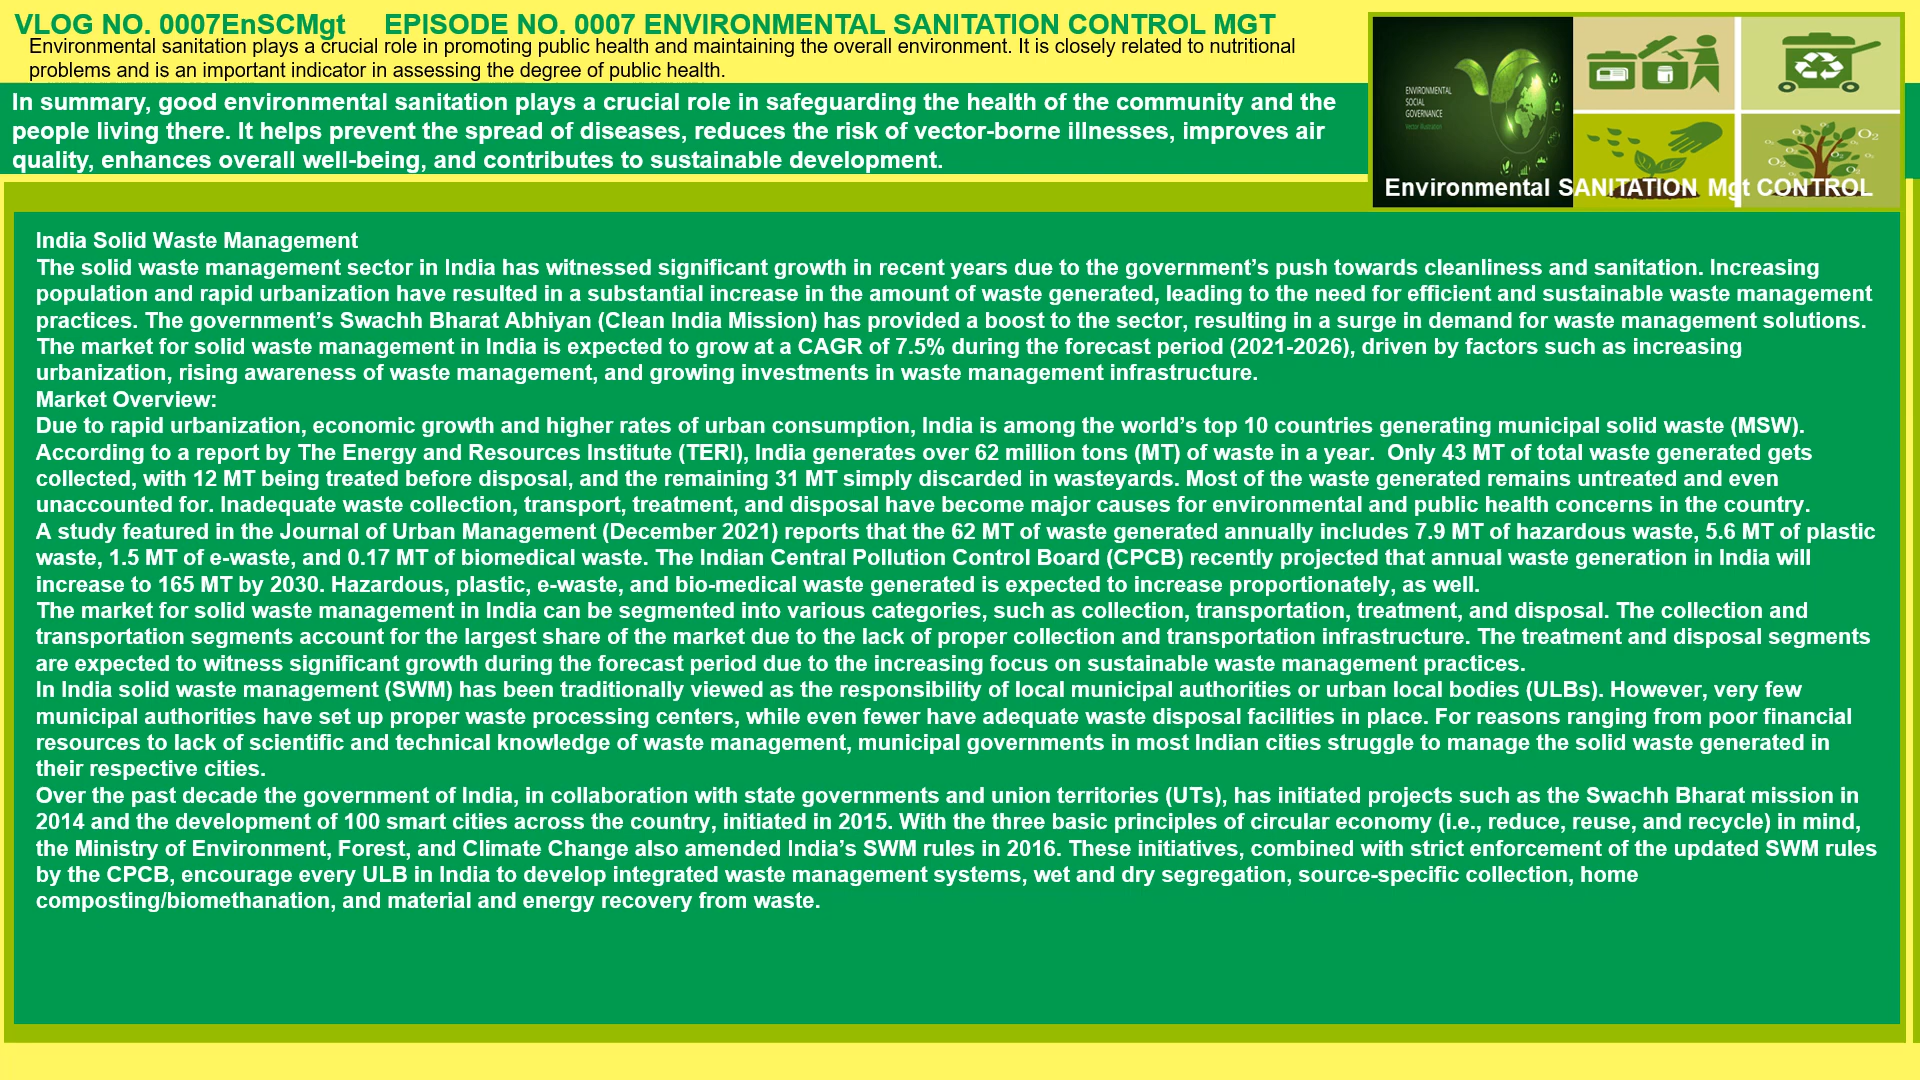 VLOG NO. 0007EnSCMgt EPISODE NO. 0007 ENVIRONMENTAL SANITATION CONTROL MGT
Environmental sanitation plays a crucial role in promoting public health and maintaining the overall environment. It is closely related to nutritional
problems and is an important indicator in assessing the degree of public health.
In summary, good environmental sanitation plays a crucial role in safeguarding the health of the community and the
people living there. It helps prevent the spread of diseases, reduces the risk of vector-borne illnesses, improves air
quality, enhances overall well-being, and contributes to sustainable development.
ENVIRONMENTAL
SOCIAL
GOVERNANCE
Vector Illustration
O2
O2
O2
O2
Environmental SANITATION Mgt CONTROL
India Solid Waste Management
The solid waste management sector in India has witnessed significant growth in recent years due to the government’s push towards cleanliness and sanitation. Increasing
population and rapid urbanization have resulted in a substantial increase in the amount of waste generated, leading to the need for efficient and sustainable waste management
practices. The government’s Swachh Bharat Abhiyan (Clean India Mission) has provided a boost to the sector, resulting in a surge in demand for waste management solutions.
The market for solid waste management in India is expected to grow at a CAGR of 7.5% during the forecast period (2021-2026), driven by factors such as increasing
urbanization, rising awareness of waste management, and growing investments in waste management infrastructure.
Market Overview:
Due to rapid urbanization, economic growth and higher rates of urban consumption, India is among the world’s top 10 countries generating municipal solid waste (MSW).
According to a report by The Energy and Resources Institute (TERI), India generates over 62 million tons (MT) of waste in a year. Only 43 MT of total waste generated gets
collected, with 12 MT being treated before disposal, and the remaining 31 MT simply discarded in wasteyards. Most of the waste generated remains untreated and even
unaccounted for. Inadequate waste collection, transport, treatment, and disposal have become major causes for environmental and public health concerns in the country.
A study featured in the Journal of Urban Management (December 2021) reports that the 62 MT of waste generated annually includes 7.9 MT of hazardous waste, 5.6 MT of plastic
waste, 1.5 MT of e-waste, and 0.17 MT of biomedical waste. The Indian Central Pollution Control Board (CPCB) recently projected that annual waste generation in India will
increase to 165 MT by 2030. Hazardous, plastic, e-waste, and bio-medical waste generated is expected to increase proportionately, as well.
The market for solid waste management in India can be segmented into various categories, such as collection, transportation, treatment, and disposal. The collection and
transportation segments account for the largest share of the market due to the lack of proper collection and transportation infrastructure. The treatment and disposal segments
are expected to witness significant growth during the forecast period due to the increasing focus on sustainable waste management practices.
In India solid waste management (SWM) has been traditionally viewed as the responsibility of local municipal authorities or urban local bodies (ULBs). However, very few
municipal authorities have set up proper waste processing centers, while even fewer have adequate waste disposal facilities in place. For reasons ranging from poor financial
resources to lack of scientific and technical knowledge of waste management, municipal governments in most Indian cities struggle to manage the solid waste generated in
their respective cities.
Over the past decade the government of India, in collaboration with state governments and union territories (UTs), has initiated projects such as the Swachh Bharat mission in
2014 and the development of 100 smart cities across the country, initiated in 2015. With the three basic principles of circular economy (i.e., reduce, reuse, and recycle) in mind,
the Ministry of Environment, Forest, and Climate Change also amended India’s SWM rules in 2016. These initiatives, combined with strict enforcement of the updated SWM rules
by the CPCB, encourage every ULB in India to develop integrated waste management systems, wet and dry segregation, source-specific collection, home
composting/biomethanation, and material and energy recovery from waste.